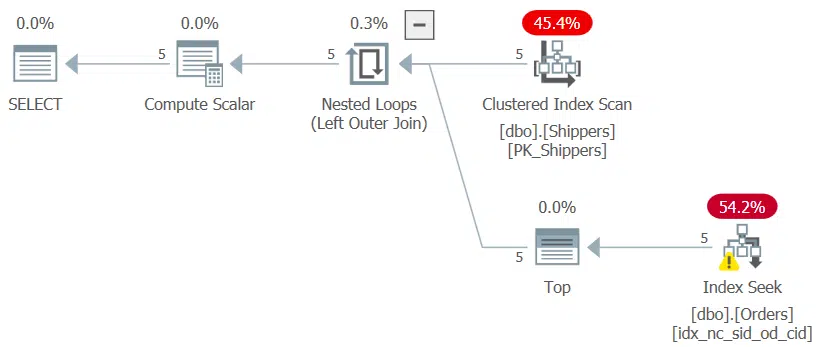 0.0%
0.0%
0.3%
45.4%
5
5
5
SELECT
Compute Scalar
Nested Loops
(Left Outer Join)
Clustered Index Scan
[dbo].[Shippers]
[PK_Shippers]
0.0%
54.2%
5
5
Top
Index Seek
[dbo].[Orders]
[idx_nc_sid_od_cid]